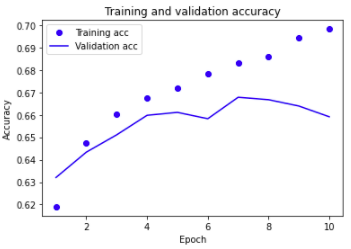 Training and validation accuracy
Training acc
Validation acc
Accuracy
0.70
0.69
0.68
0.67
0.66
0.65
0.64
0.63
0.62
2 4 6 8 10
Epoch